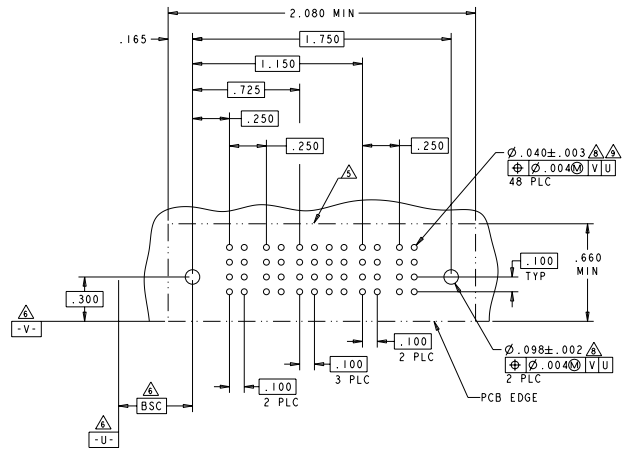 2.080 MIN
.165
1.750
1.150
.725
.250
.250
.250
Ø.040±.003 8 9
⌖ Ø.004Ⓜ V U
48 PLC
5
.100
TYP
.660
MIN
.300
6
-V-
.100
2 PLC
Ø.098±.002 8
⌖ Ø.004Ⓜ V U
2 PLC
.100
3 PLC
.100
2 PLC
6
BSC
PCB EDGE
6
-U-